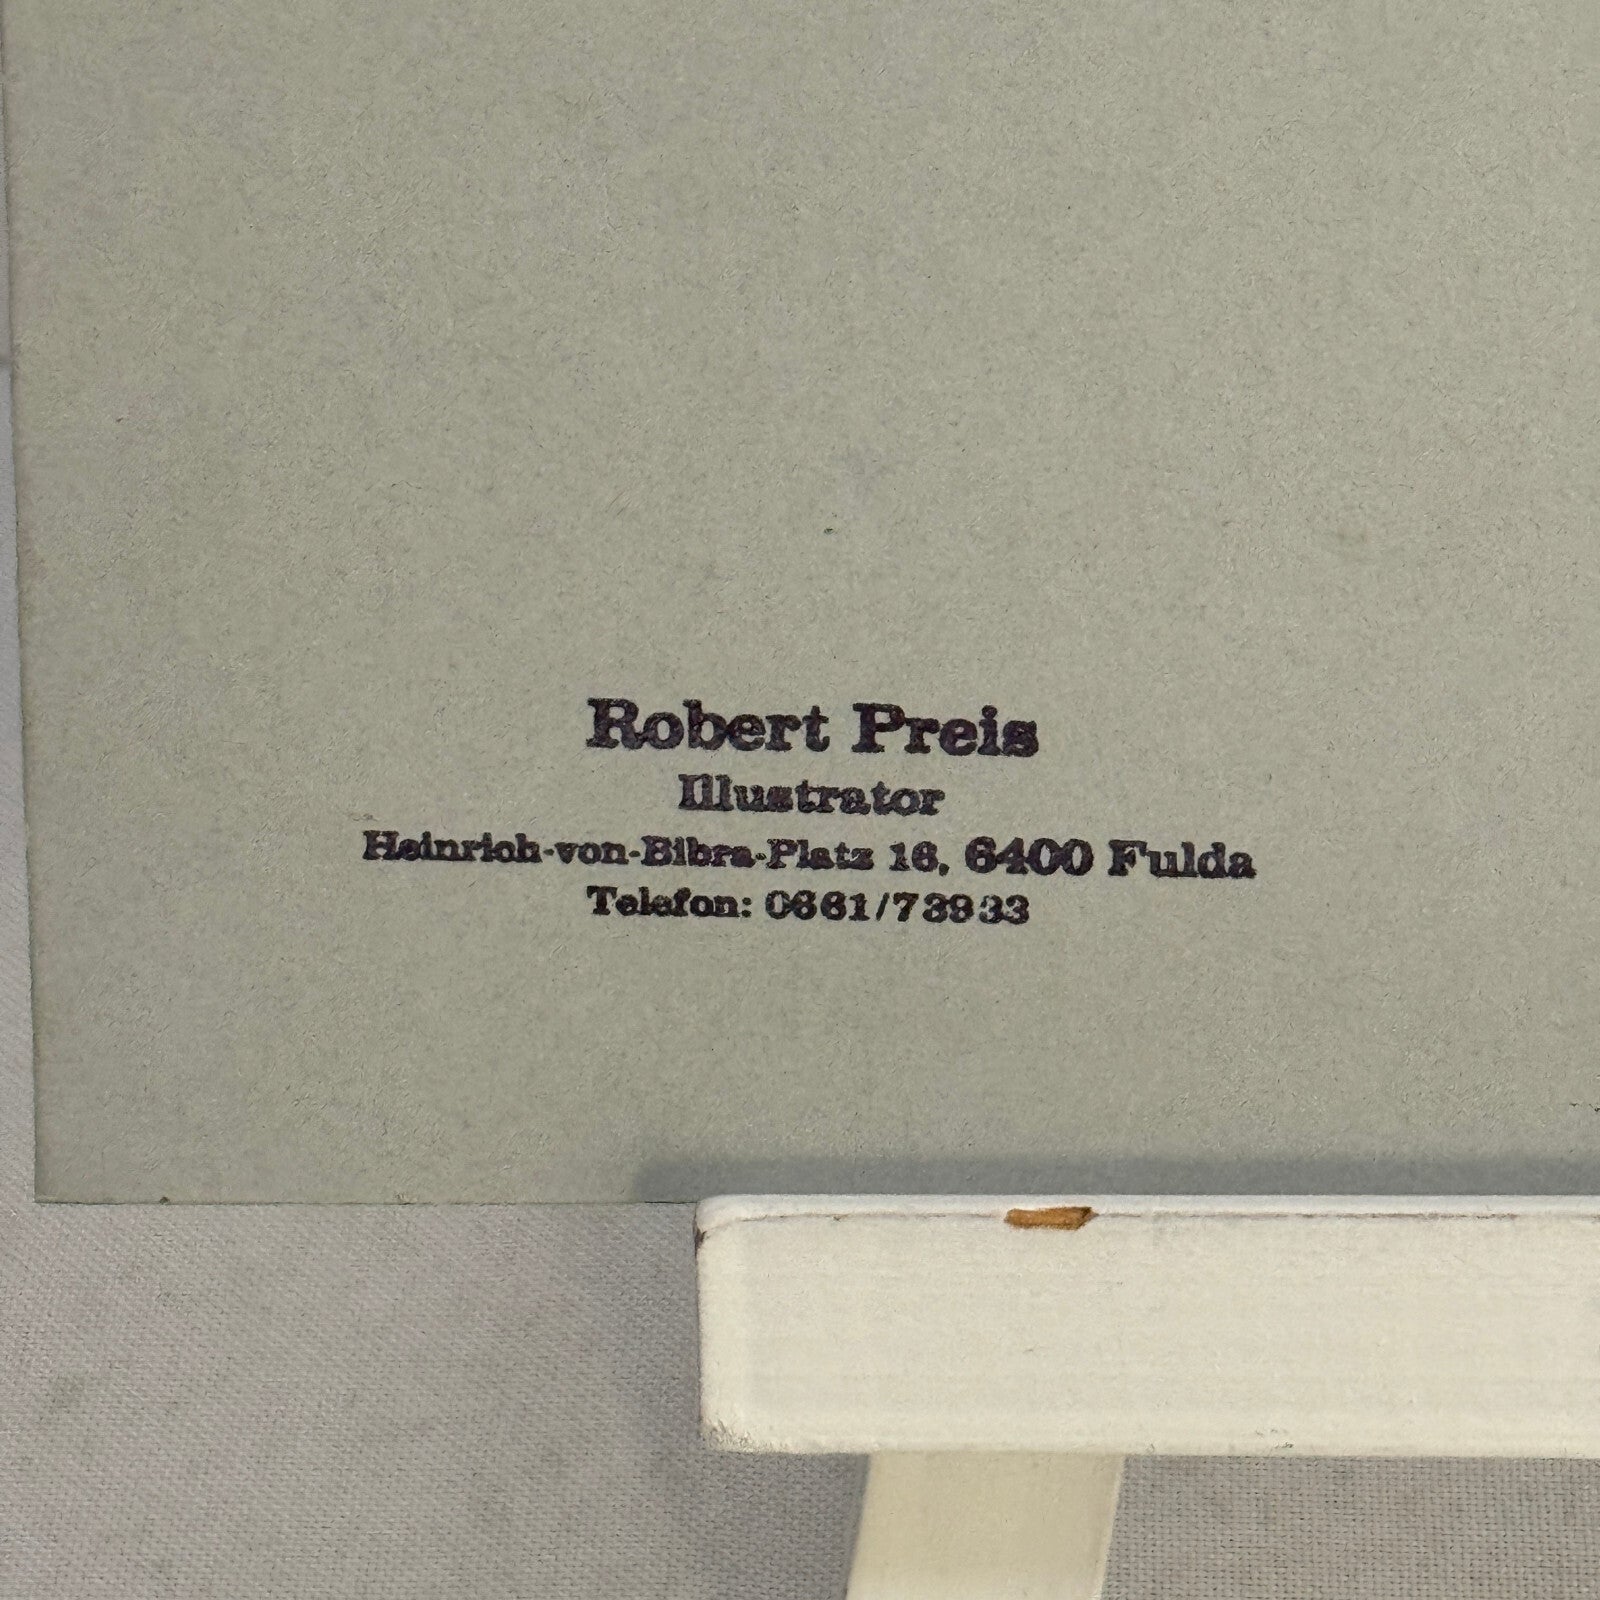 Robert Preis
Illustrator
Heinrich-von-Bibra-Platz 16, 6400 Fulda
Telefon: 0661/73933